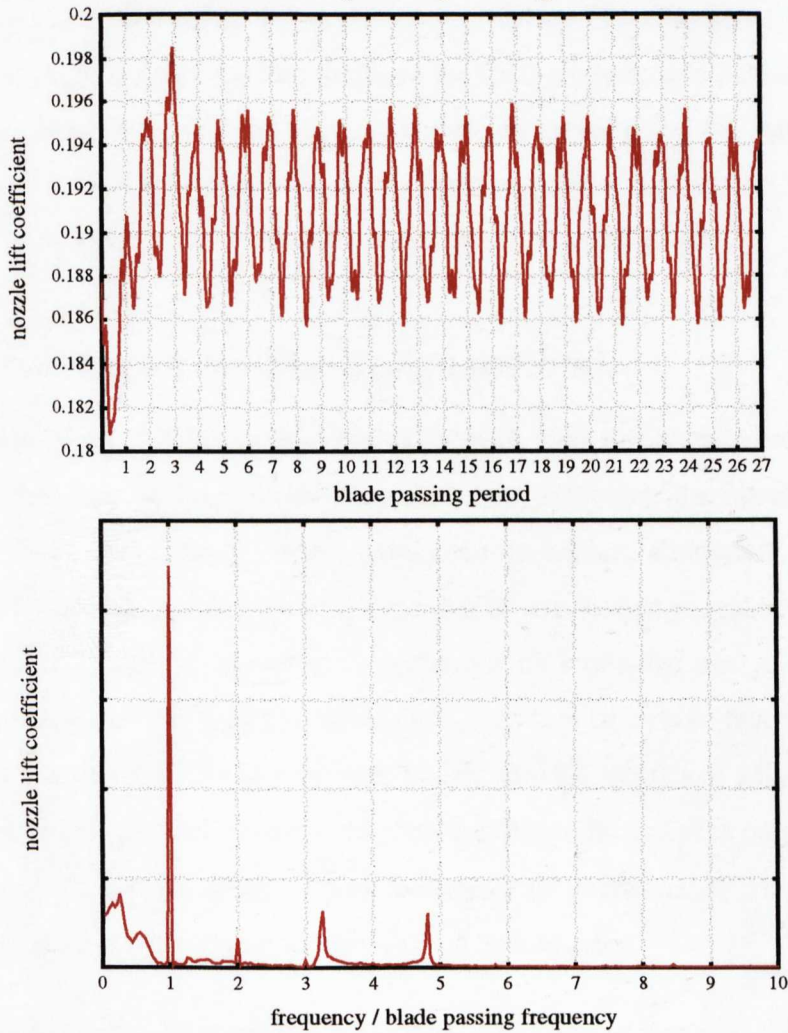 0.2
0.198
0.196
0.194
0.192
0.19
0.188
0.186
0.184
0.182
0.18
nozzle lift coefficient
1 2 3 4 5 6 7 8 9 10 11 12 13 14 15 16 17 18 19 20 21 22 23 24 25 26 27
blade passing period
nozzle lift coefficient
0 1 2 3 4 5 6 7 8 9 10
frequency / blade passing frequency